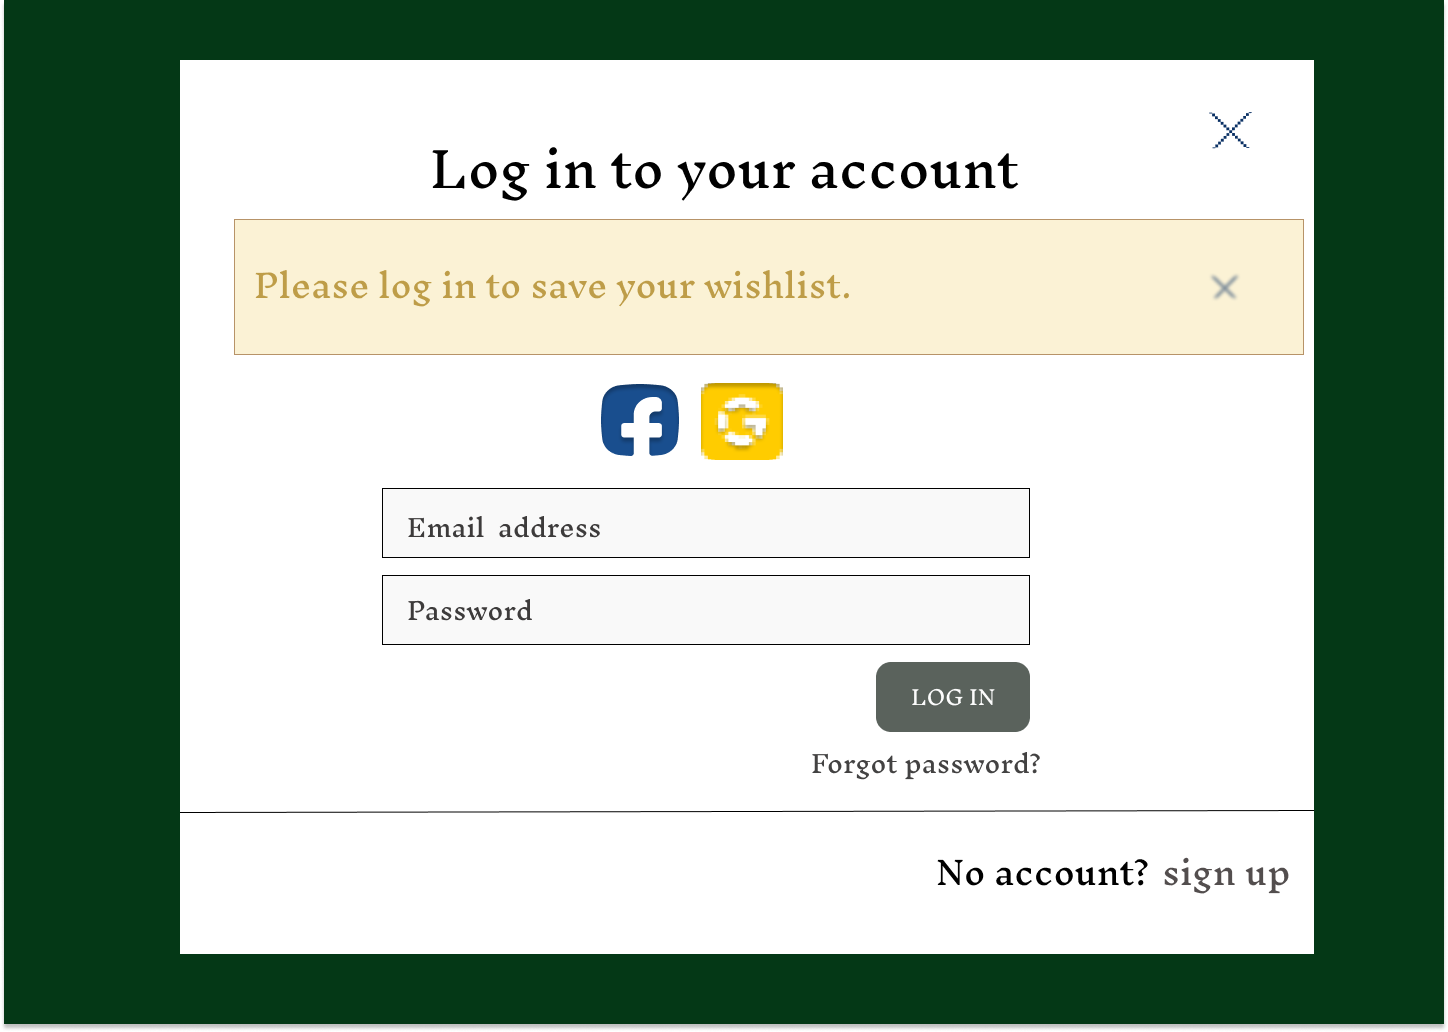 Log in to your account
Please log in to save your wishlist.
Email address
Password
LOG IN
Forgot password?
No account? sign up